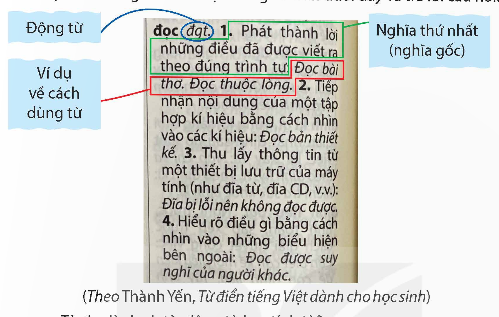 Động từ
Ví dụ
về cách
dùng từ
đọc đgt. 1. Phát thành lời
những điều đã được viết ra
theo đúng trình tự: Đọc bài
thơ. Đọc thuộc lòng. 2. Tiếp
nhận nội dung của một tập
hợp kí hiệu bằng cách nhìn
vào các kí hiệu: Đọc bản thiết
kế. 3. Thu lấy thông tin từ
một thiết bị lưu trữ của máy
tính (như đĩa từ, đĩa CD, v.v.):
Đĩa bị lỗi nên không đọc được.
4. Hiểu rõ điều gì bằng cách
nhìn vào những biểu hiện
bên ngoài: Đọc được suy
nghĩ của người khác.
Nghĩa thứ nhất
(nghĩa gốc)
(Theo Thành Yến, Từ điển tiếng Việt dành cho học sinh)